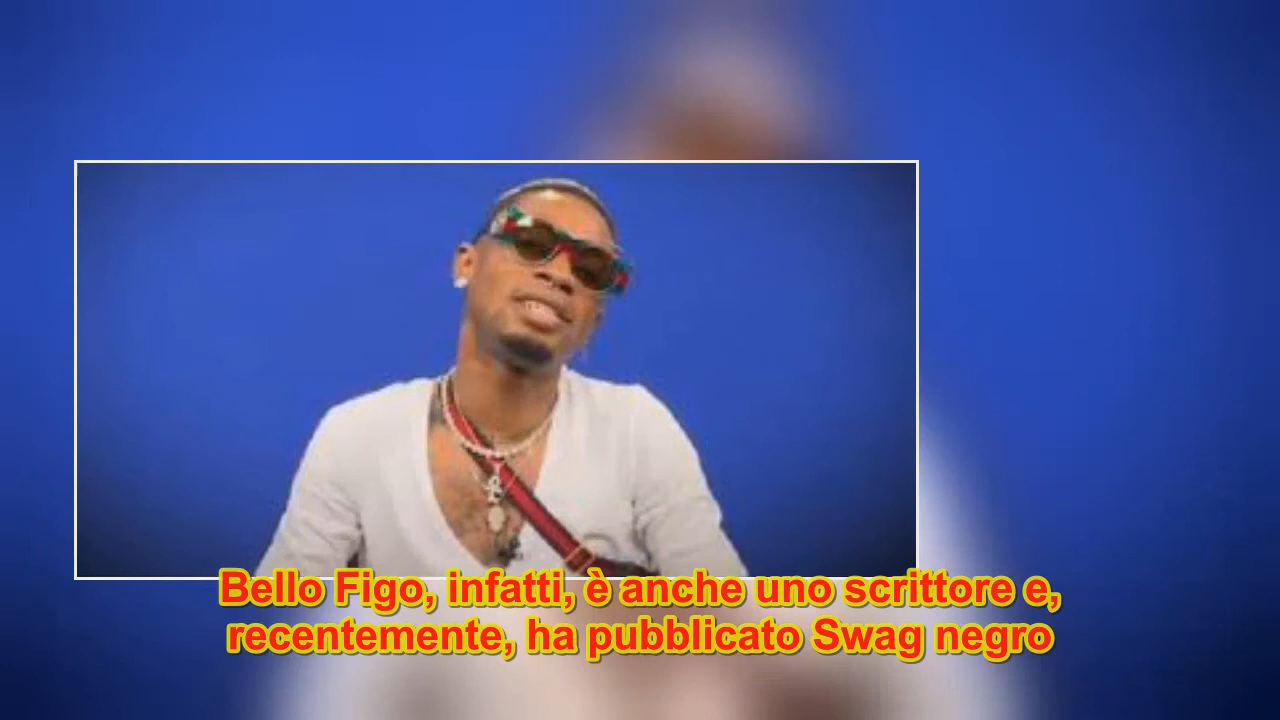 Bello Figo, infatti, è anche uno scrittore e,
recentemente, ha pubblicato Swag negro